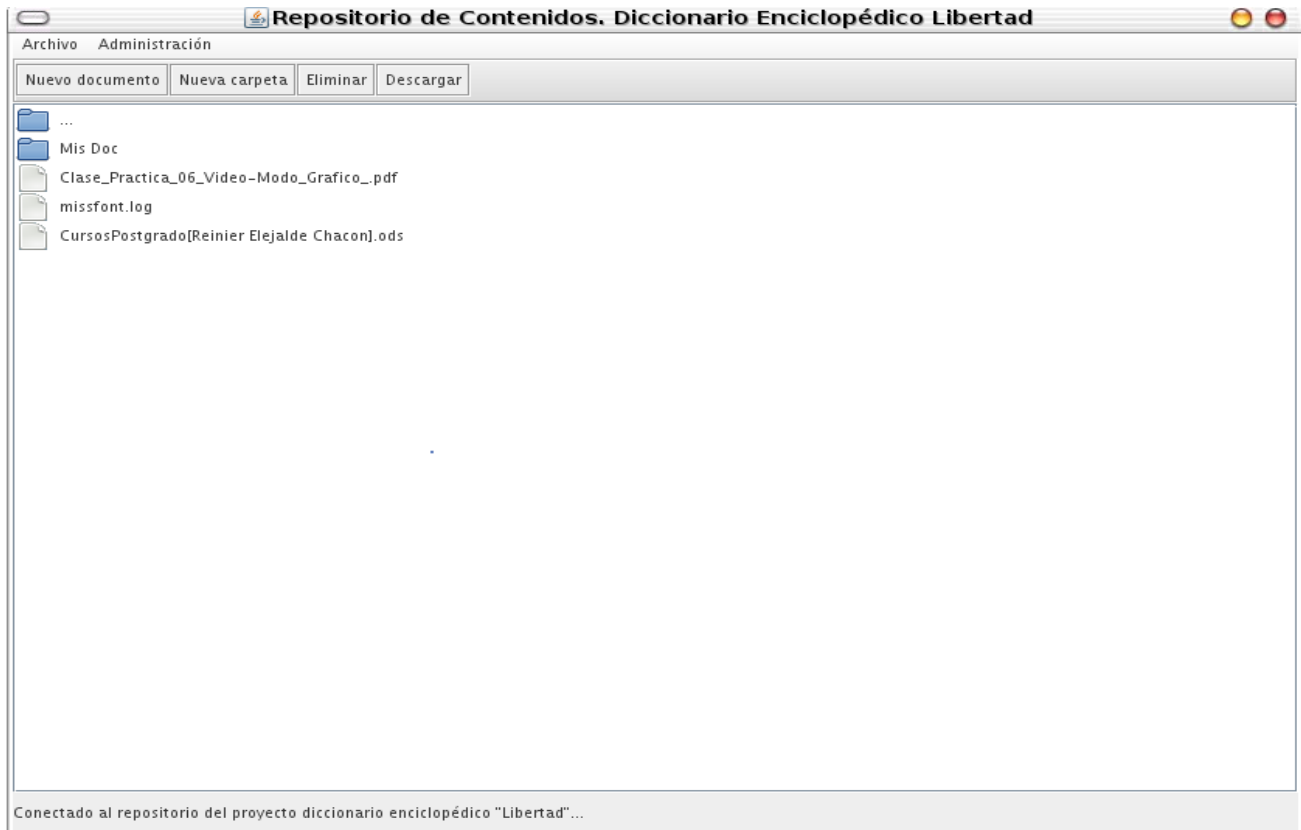 Repositorio de Contenidos. Diccionario Enciclopédico Libertad
Archivo Administración
Nuevo documento Nueva carpeta Eliminar Descargar
...
Mis Doc
Clase_Practica_06_Video-Modo_Grafico_.pdf
missfont.log
CursosPostgrado[Reinier Elejalde Chacon].ods
Conectado al repositorio del proyecto diccionario enciclopédico "Libertad"...